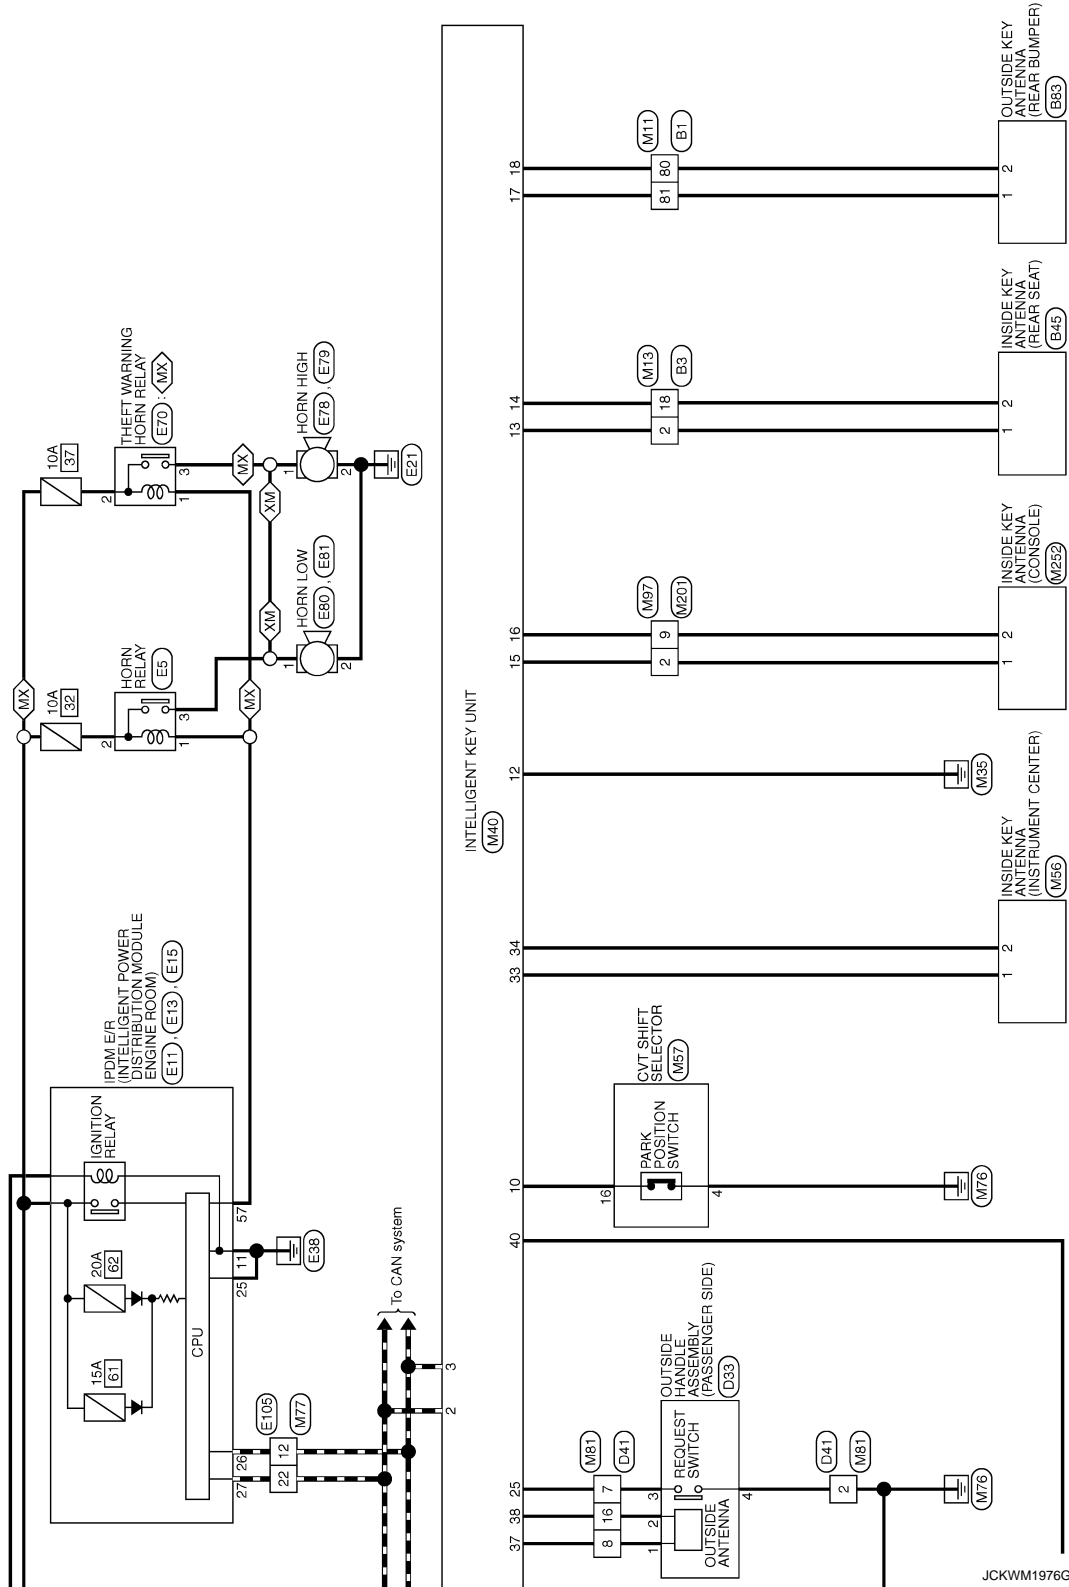 10A
37
THEFT WARNING
HORN RELAY
E70 : MX
2
1
3
MX
10A
32
HORN
RELAY
E5
2
1
3
MX
MX
MX
MX
HORN HIGH
E78 , E79
1
2
HORN LOW
E80 , E81
1
2
E21
IPDM E/R
(INTELLIGENT POWER
DISTRIBUTION MODULE
ENGINE ROOM)
E11 , E13 , E15
IGNITION
RELAY
20A
62
15A
61
CPU
57
11
25
26
27
E38
E105
M77
12
22
To CAN system
3
2
INTELLIGENT KEY UNIT
M40
18
17
14
13
16
15
12
34
33
10
40
25
38
37
M11
B1
80
81
OUTSIDE KEY
ANTENNA
(REAR BUMPER)
B83
2
1
M13
B3
18
2
INSIDE KEY
ANTENNA
(REAR SEAT)
B45
2
1
M97
M201
9
2
INSIDE KEY
ANTENNA
(CONSOLE)
M252
2
1
M35
INSIDE KEY
ANTENNA
(INSTRUMENT CENTER)
M56
2
1
CVT SHIFT
SELECTOR
M57
PARK
POSITION
SWITCH
16
4
M76
OUTSIDE
HANDLE
ASSEMBLY
(PASSENGER SIDE)
D33
REQUEST
SWITCH
OUTSIDE
ANTENNA
M81
D41
7
16
8
3
2
1
4
D41
M81
2
M76
JCKWM1976G